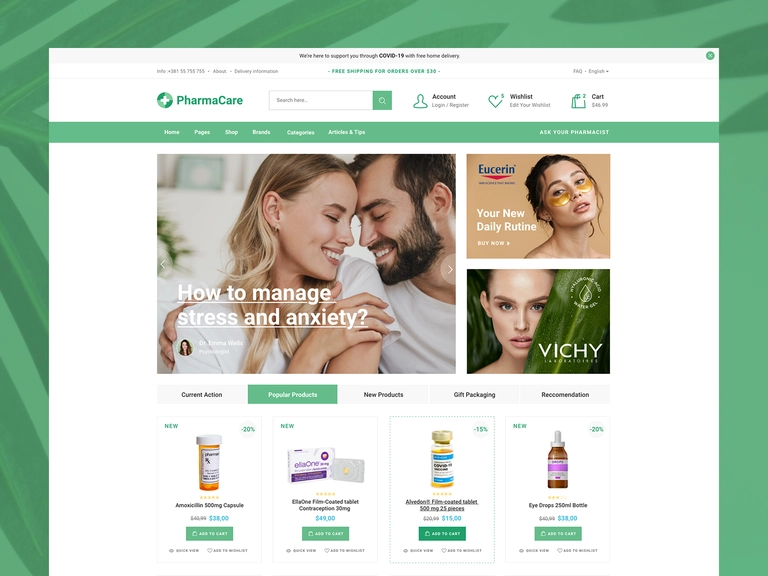 We're here to support you through COVID-19 with free home delivery.
Info :+381 55 755 755 • About • Delivery information
- FREE SHIPPING FOR ORDERS OVER $30 -
FAQ • English
PharmaCare
Search here..
Account
Login / Register
5
Wishlist
Edit Your Wishlist
2
Cart
$46.99
Home Pages Shop Brands Categories Articles & Tips
ASK YOUR PHARMACIST
How to manage
stress and anxiety?
Dr. Emma Wells
Eucerin
Your New
Daily Rutine
BUY NOW
HYALURONIC ACID
WATER GEL
VICHY
LABORATOIRES
Current Action Popular Products New Products Gift Packaging Reccomendation
NEW -20%
NEW
-15%
NEW -20%
ellaOne
COVID-19
VACCINE
DROPS
Amoxicillin 500mg Capsule
$40,99 $38,00
ADD TO CART
QUICK VIEW ADD TO WISHLIST
EllaOne Film-Coated tablet
Contraception 30mg
$49,00
ADD TO CART
QUICK VIEW ADD TO WISHLIST
Alvedon® Film-coated tablet
500 mg 25 pieces
$20,99 $15,00
ADD TO CART
QUICK VIEW ADD TO WISHLIST
Eye Drops 250ml Bottle
$40,99 $38,00
ADD TO CART
QUICK VIEW ADD TO WISHLIST